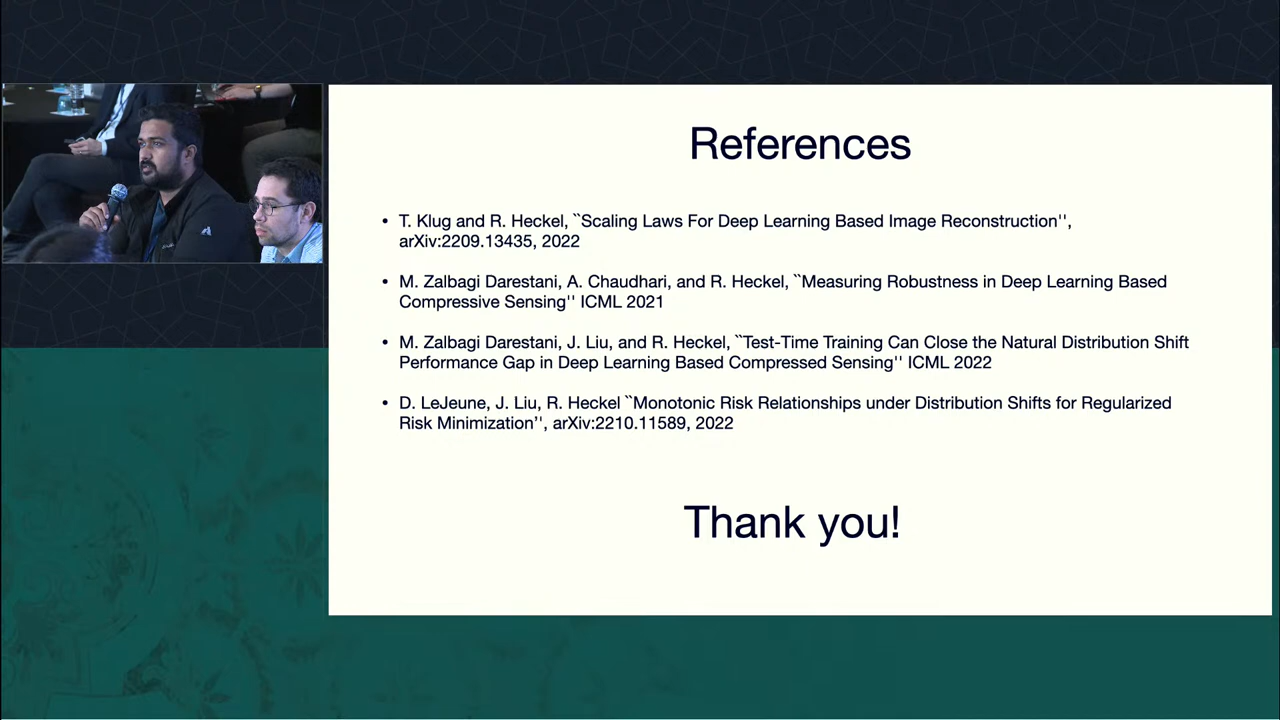 References
• T. Klug and R. Heckel, ``Scaling Laws For Deep Learning Based Image Reconstruction'',
arXiv:2209.13435, 2022
• M. Zalbagi Darestani, A. Chaudhari, and R. Heckel, ``Measuring Robustness in Deep Learning Based
Compressive Sensing'' ICML 2021
• M. Zalbagi Darestani, J. Liu, and R. Heckel, ``Test-Time Training Can Close the Natural Distribution Shift
Performance Gap in Deep Learning Based Compressed Sensing'' ICML 2022
• D. LeJeune, J. Liu, R. Heckel ``Monotonic Risk Relationships under Distribution Shifts for Regularized
Risk Minimization’', arXiv:2210.11589, 2022
Thank you!